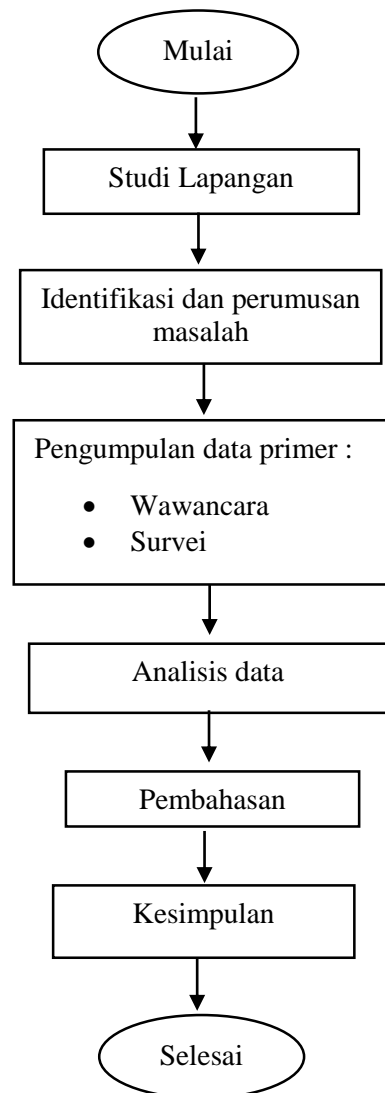 Mulai
Studi Lapangan
Identifikasi dan perumusan
masalah
Pengumpulan data primer :
• Wawancara
• Survei
Analisis data
Pembahasan
Kesimpulan
Selesai